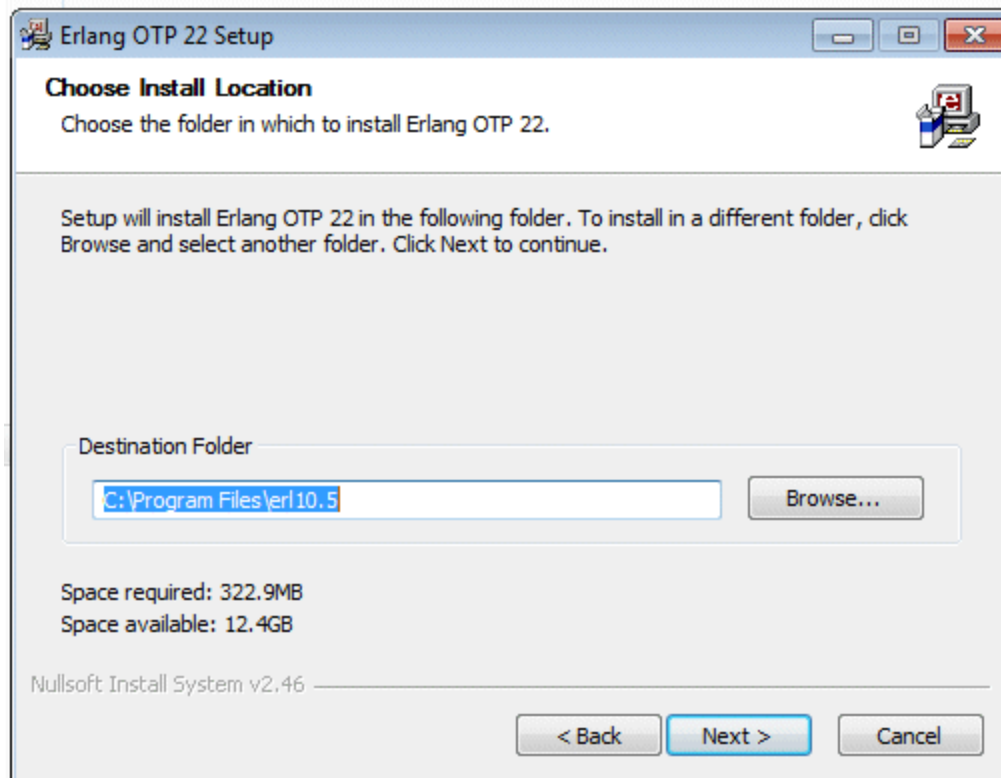 Erlang OTP 22 Setup
Choose Install Location
Choose the folder in which to install Erlang OTP 22.
Setup will install Erlang OTP 22 in the following folder. To install in a different folder, click
Browse and select another folder. Click Next to continue.
Destination Folder
C:\Program Files\erl10.5
Browse...
Space required: 322.9MB
Space available: 12.4GB
Nullsoft Install System v2.46
< Back
Next >
Cancel